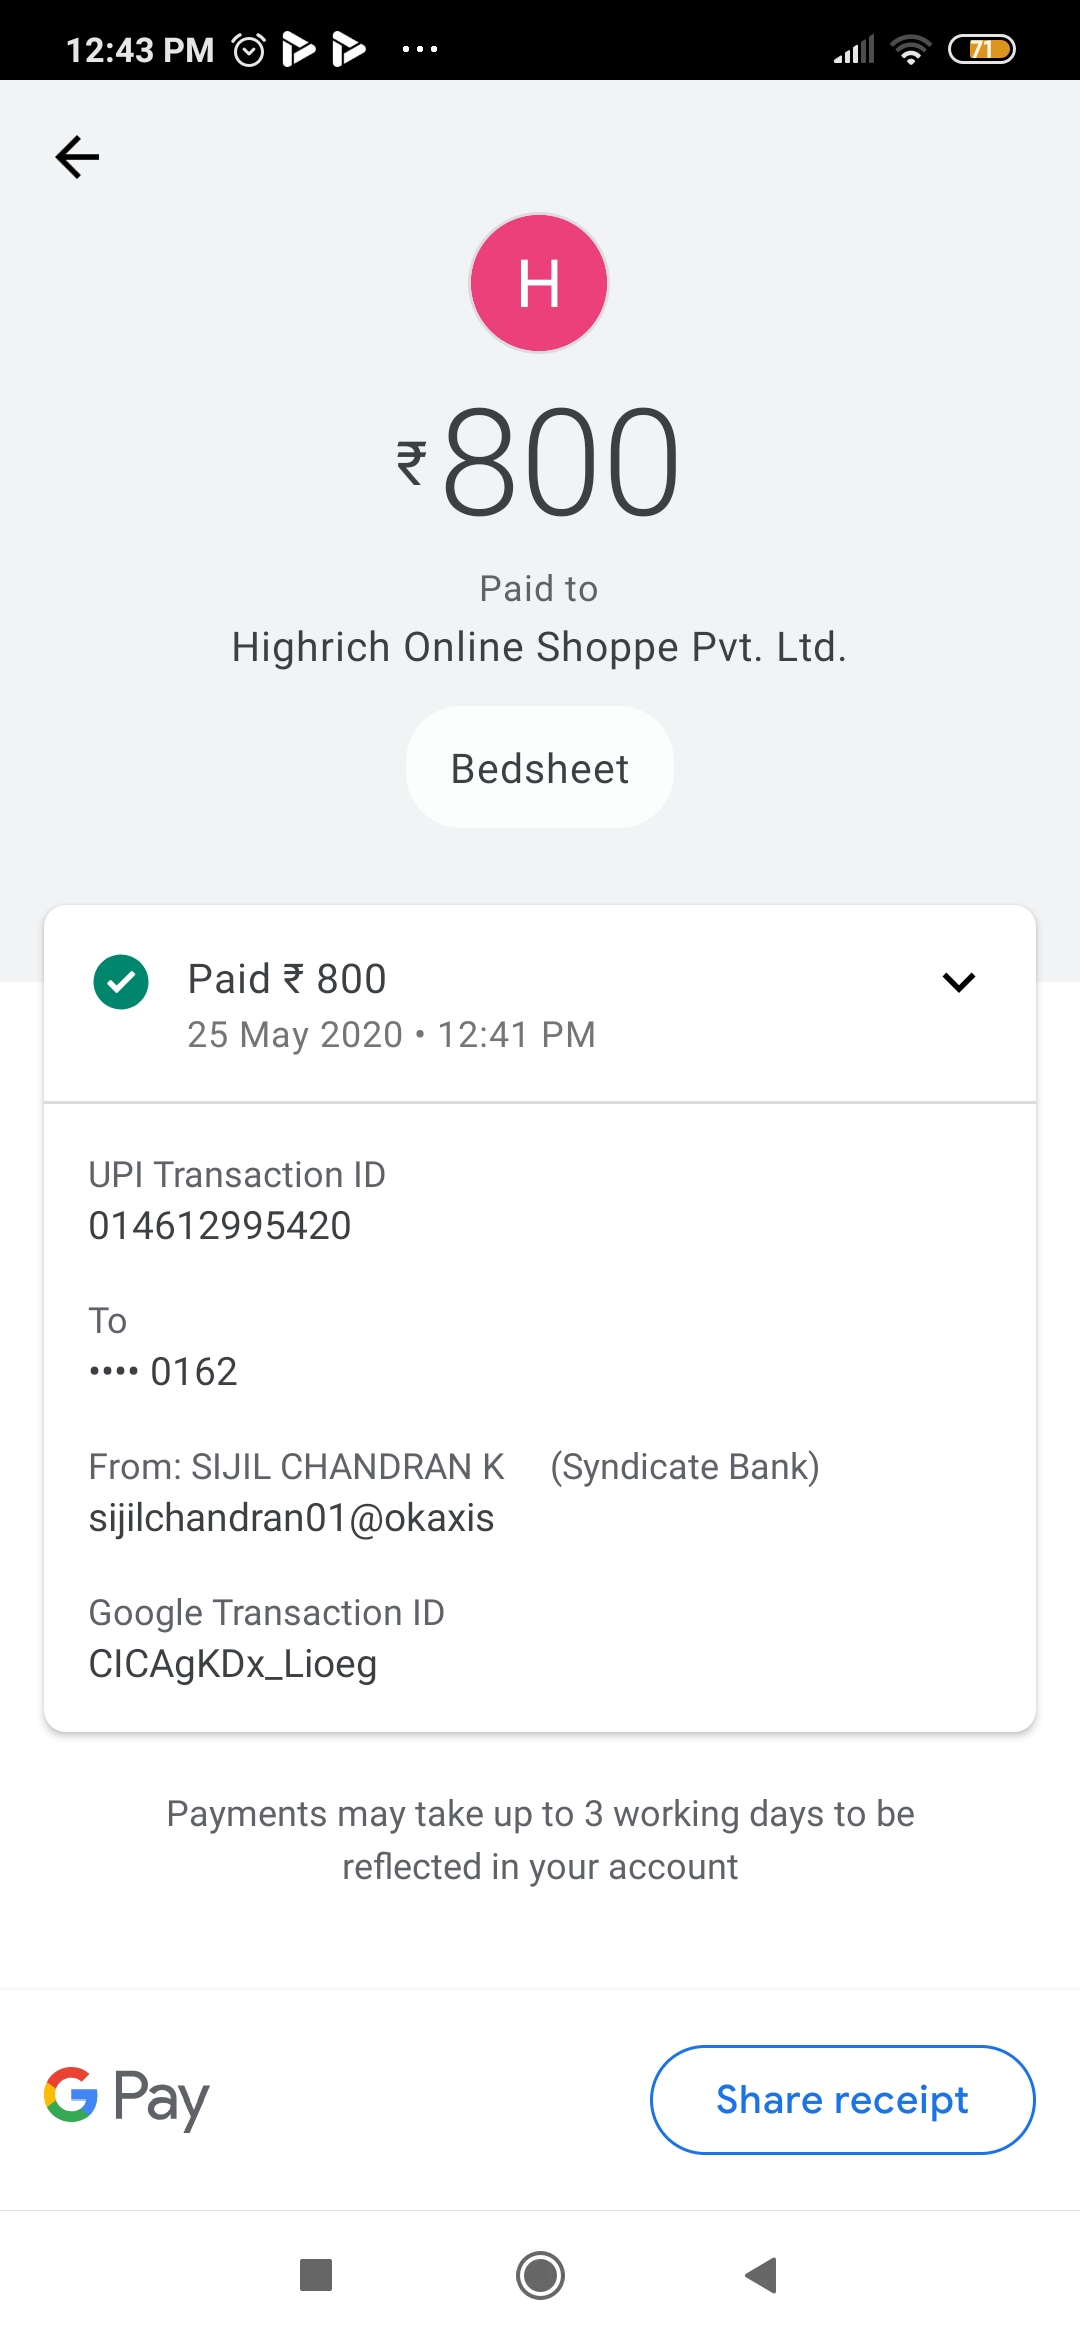 12:43 PM 71
H
₹800
Paid to
Highrich Online Shoppe Pvt. Ltd.
Bedsheet
Paid ₹ 800
25 May 2020 • 12:41 PM
UPI Transaction ID
014612995420
To
•••• 0162
From: SIJIL CHANDRAN K (Syndicate Bank)
sijilchandran01@okaxis
Google Transaction ID
CICAgKDx_Lioeg
Payments may take up to 3 working days to be
reflected in your account
G Pay Share receipt